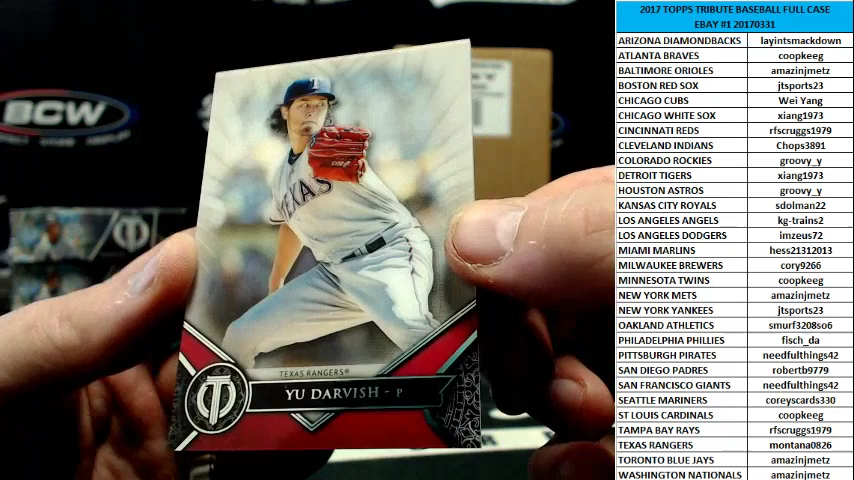 BCW
T
TEXAS
TEXAS RANGERS®
YU DARVISH - P
2017 TOPPS TRIBUTE BASEBALL FULL CASE
EBAY #1 20170331
ARIZONA DIAMONDBACKS layintsmackdown
ATLANTA BRAVES coopkeeg
BALTIMORE ORIOLES amazinjmetz
BOSTON RED SOX jtsports23
CHICAGO CUBS Wei Yang
CHICAGO WHITE SOX xiang1973
CINCINNATI REDS rfscruggs1979
CLEVELAND INDIANS Chops3891
COLORADO ROCKIES groovy_y
DETROIT TIGERS xiang1973
HOUSTON ASTROS groovy_y
KANSAS CITY ROYALS sdolman22
LOS ANGELES ANGELS kg-trains2
LOS ANGELES DODGERS imzeus72
MIAMI MARLINS hess21312013
MILWAUKEE BREWERS cory9266
MINNESOTA TWINS coopkeeg
NEW YORK METS amazinjmetz
NEW YORK YANKEES jtsports23
OAKLAND ATHLETICS smurf3208so6
PHILADELPHIA PHILLIES fisch_da
PITTSBURGH PIRATES needfulthings42
SAN DIEGO PADRES robertb9779
SAN FRANCISCO GIANTS needfulthings42
SEATTLE MARINERS coreyscards330
ST LOUIS CARDINALS coopkeeg
TAMPA BAY RAYS rfscruggs1979
TEXAS RANGERS montana0826
TORONTO BLUE JAYS amazinjmetz
WASHINGTON NATIONALS amazinjmetz